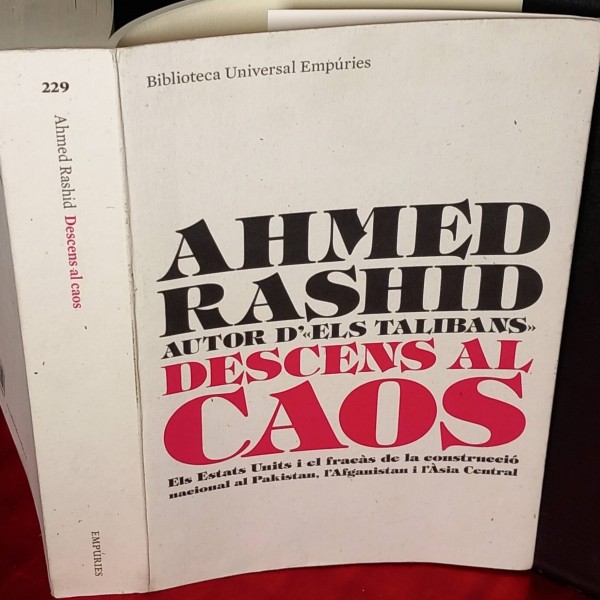 229
Ahmed Rashid Descens al caos
EMPÚRIES
Biblioteca Universal Empúries
AHMED
RASHID
AUTOR D'«ELS TALIBANS»
DESCENS AL
CAOS
Els Estats Units i el fracàs de la construcció
nacional al Pakistan, l'Afganistan i l'Àsia Central